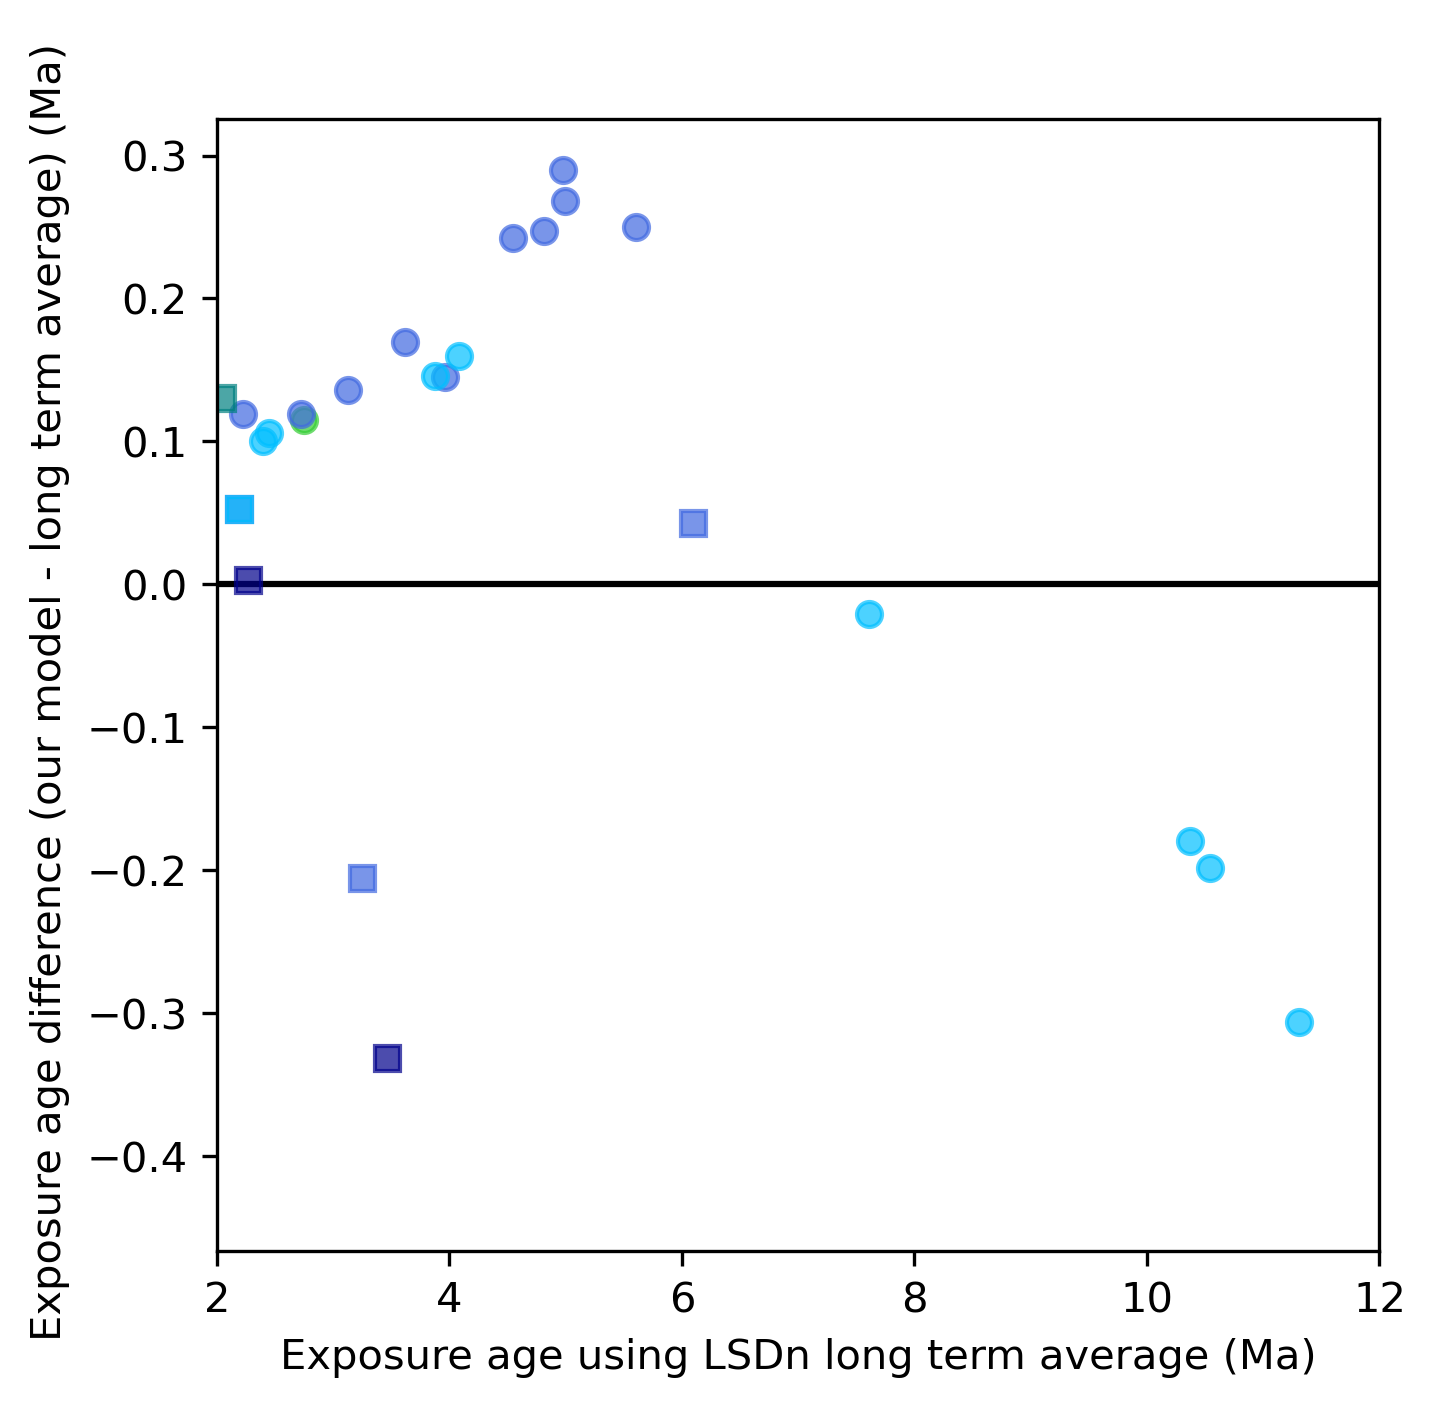 Exposure age difference (our model - long term average) (Ma)
0.3
0.2
0.1
0.0
−0.1
−0.2
−0.3
−0.4
2 4 6 8 10 12
Exposure age using LSDn long term average (Ma)